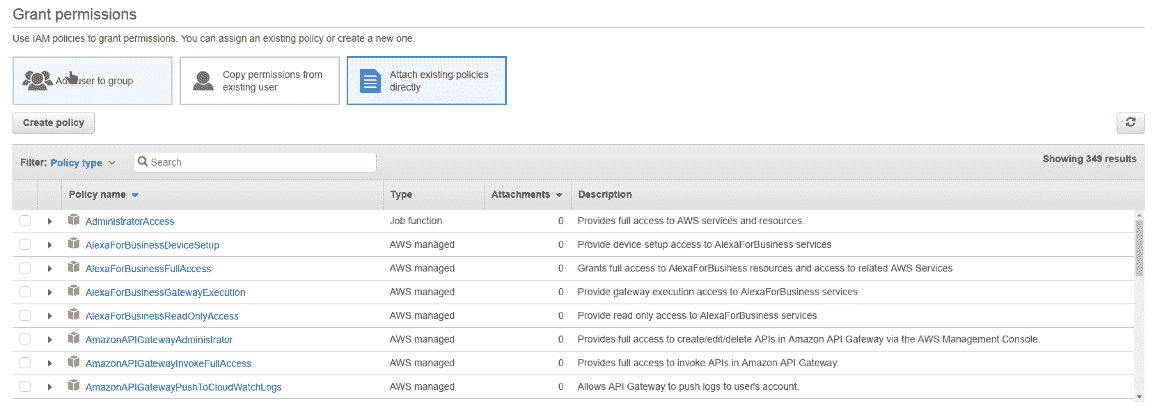 Grant permissions
Use IAM policies to grant permissions. You can assign an existing policy or create a new one.
Add user to group
Copy permissions from
existing user
Attach existing policies
directly
Create policy
Filter: Policy type
Search
Showing 349 results
Policy name Type Attachments Description
AdministratorAccess Job function 0 Provides full access to AWS services and resources.
AlexaForBusinessDeviceSetup AWS managed 0 Provide device setup access to AlexaForBusiness services
AlexaForBusinessFullAccess AWS managed 0 Grants full access to AlexaForBusiness resources and access to related AWS Services
AlexaForBusinessGatewayExecution AWS managed 0 Provide gateway execution access to AlexaForBusiness services
AlexaForBusinessReadOnlyAccess AWS managed 0 Provide read only access to AlexaForBusiness services
AmazonAPIGatewayAdministrator AWS managed 0 Provides full access to create/edit/delete APIs in Amazon API Gateway via the AWS Management Console.
AmazonAPIGatewayInvokeFullAccess AWS managed 0 Provides full access to invoke APIs in Amazon API Gateway.
AmazonAPIGatewayPushToCloudWatchLogs AWS managed 0 Allows API Gateway to push logs to user's account.